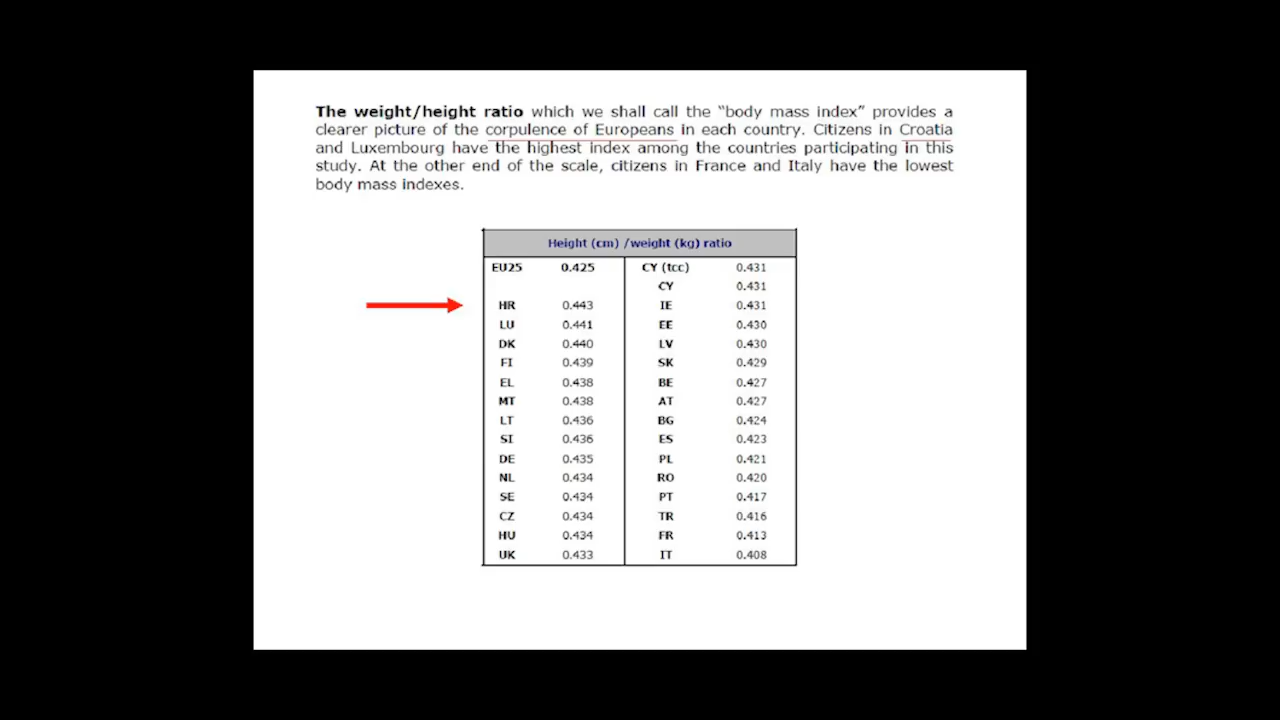 The weight/height ratio which we shall call the “body mass index” provides a
clearer picture of the corpulence of Europeans in each country. Citizens in Croatia
and Luxembourg have the highest index among the countries participating in this
study. At the other end of the scale, citizens in France and Italy have the lowest
body mass indexes.
Height (cm) /weight (kg) ratio
EU25 0.425 CY (tcc) 0.431
CY 0.431
HR 0.443 IE 0.431
LU 0.441 EE 0.430
DK 0.440 LV 0.430
FI 0.439 SK 0.429
EL 0.438 BE 0.427
MT 0.438 AT 0.427
LT 0.436 BG 0.424
SI 0.436 ES 0.423
DE 0.435 PL 0.421
NL 0.434 RO 0.420
SE 0.434 PT 0.417
CZ 0.434 TR 0.416
HU 0.434 FR 0.413
UK 0.433 IT 0.408